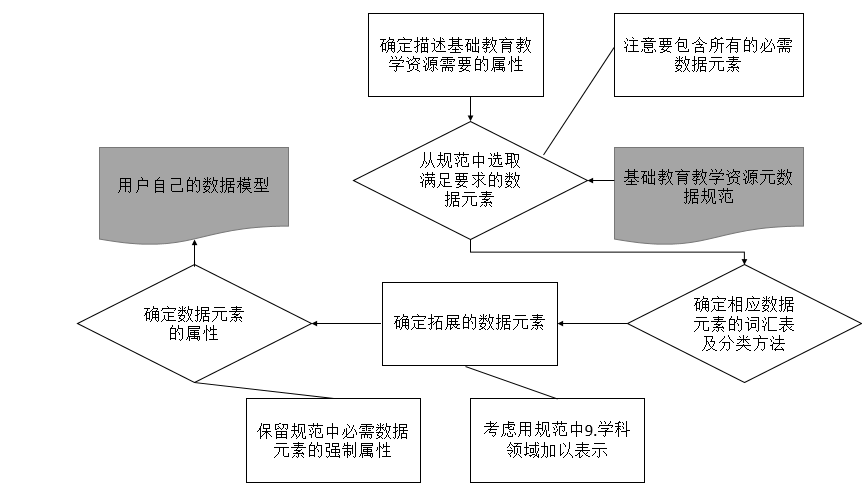 确定描述基础教育教
学资源需要的属性
注意要包含所有的必需
数据元素
从规范中选取
满足要求的数
据元素
用户自己的数据模型
基础教育教学资源元数
据规范
确定数据元素
的属性
确定拓展的数据元素
确定相应数据
元素的词汇表
及分类方法
保留规范中必需数据
元素的强制属性
考虑用规范中9.学科
领域加以表示